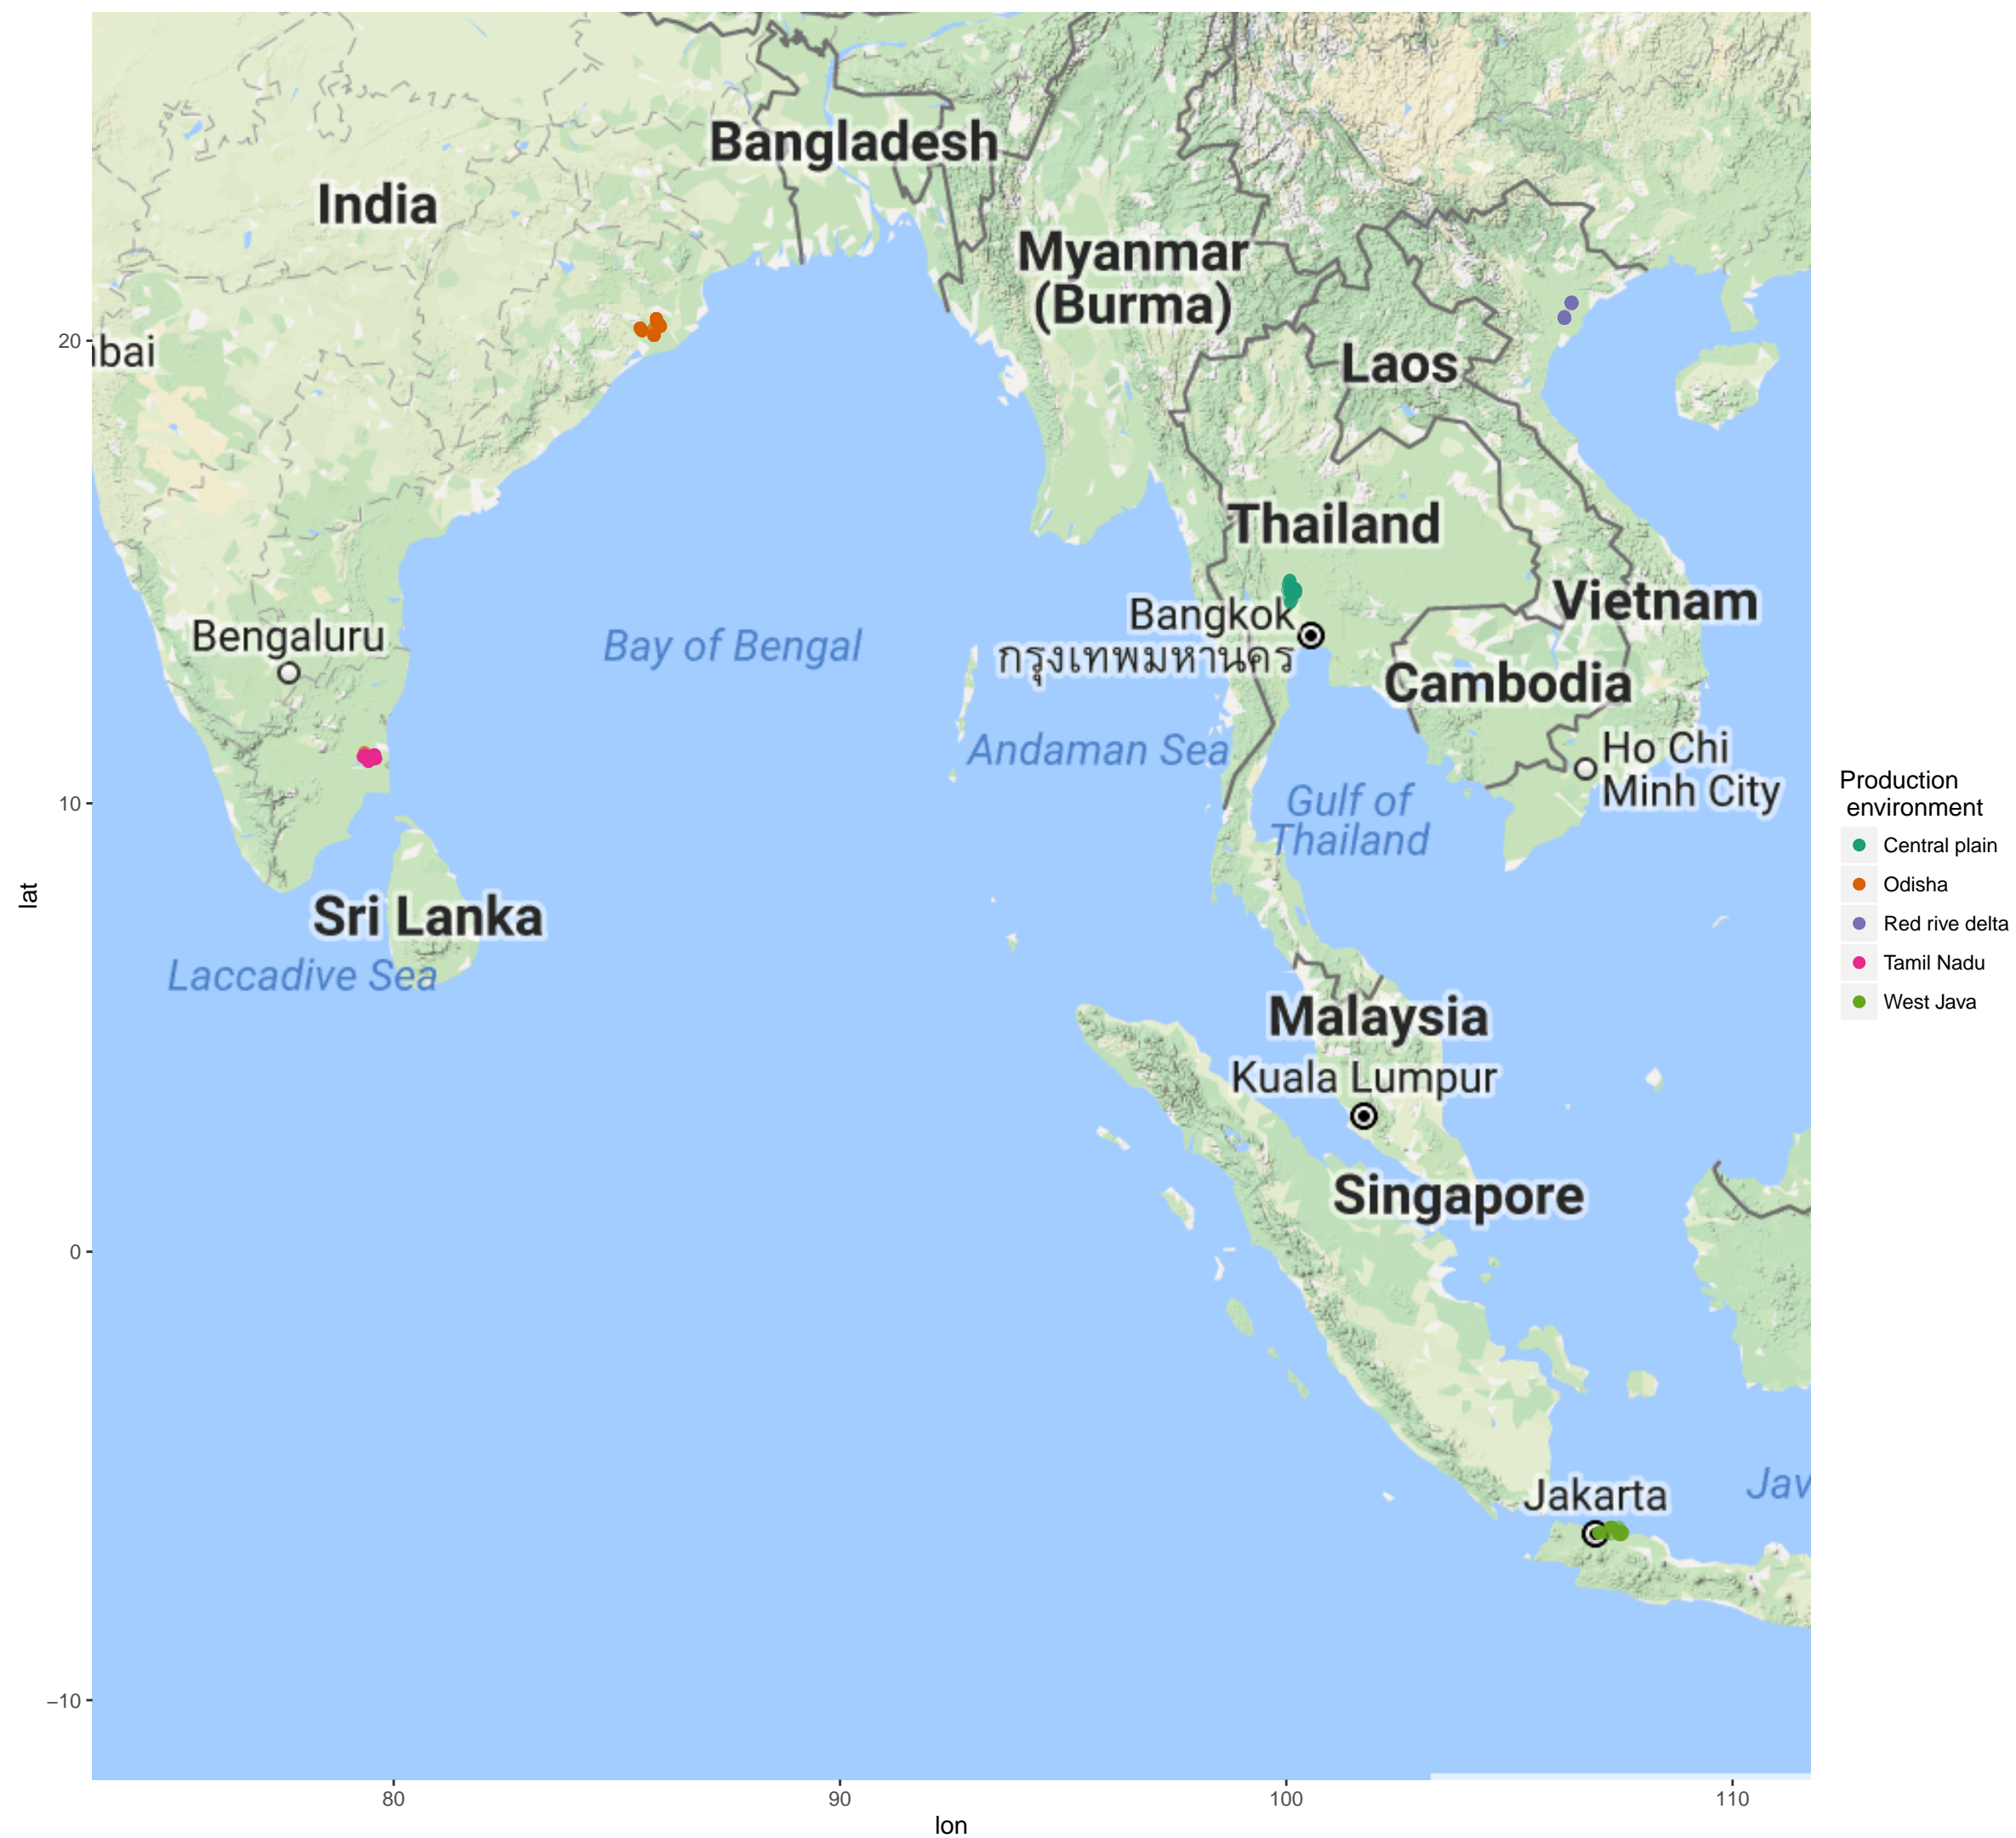 Bangladesh
India
Myanmar
(Burma)
20
bai
Laos
Thailand
Vietnam
Bangkok
กรุงเทพมหานคร
Bengaluru
Bay of Bengal
Cambodia
Andaman Sea
Ho Chi
Minh City
10
Gulf of
Thailand
Sri Lanka
Laccadive Sea
Malaysia
Kuala Lumpur
Singapore
0
Jakarta
Jav
−10
80
90
100
110
lon
lat
Production
environment
Central plain
Odisha
Red rive delta
Tamil Nadu
West Java